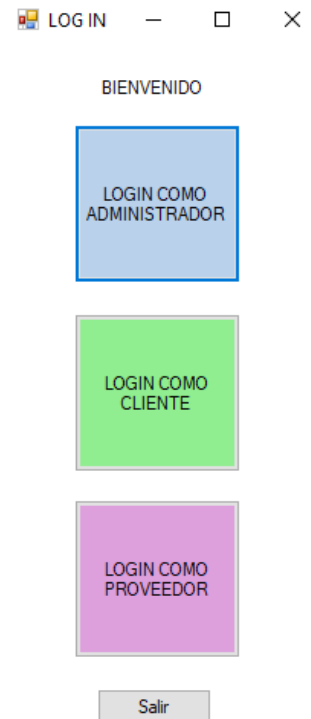 LOG IN
BIENVENIDO
LOGIN COMO
ADMINISTRADOR
LOGIN COMO
CLIENTE
LOGIN COMO
PROVEEDOR
Salir